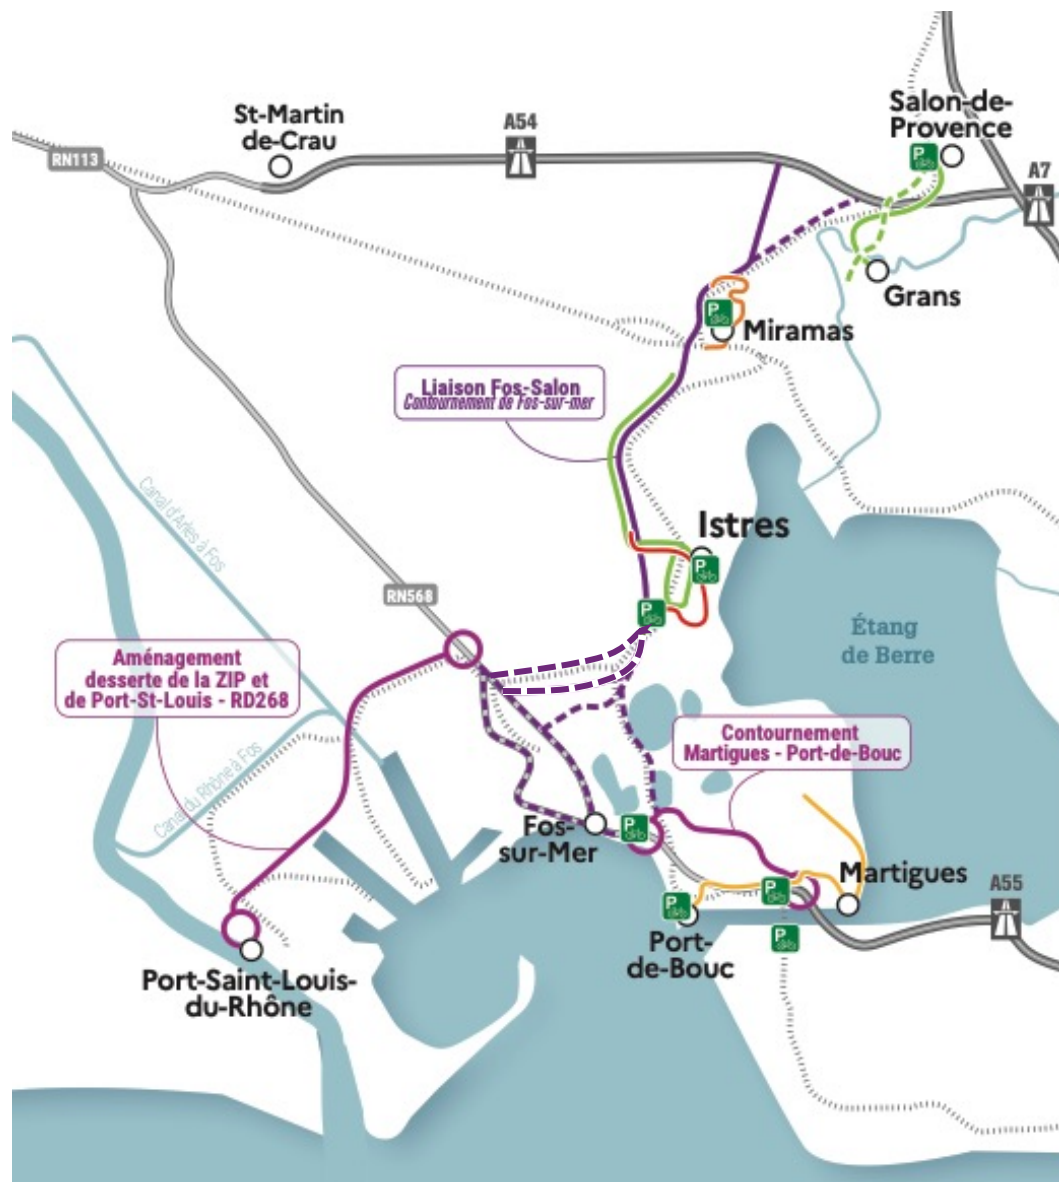 St-Martin
de-Crau
A54
Salon-de-
Provence
P
RN113
A7
Grans
P
Miramas
Liaison Fos-Salon
Contournement de Fos-sur-mer
Canal d'Arles à Fos
Istres
P
RN568
P
Étang
de Berre
Aménagement
desserte de la ZIP et
de Port-St-Louis - RD268
Contournement
Martigues - Port-de-Bouc
Canal du Rhône à Fos
Fos-
sur-Mer
P
Martigues
P
A55
P
Port-
de-Bouc
P
Port-Saint-Louis-
du-Rhône